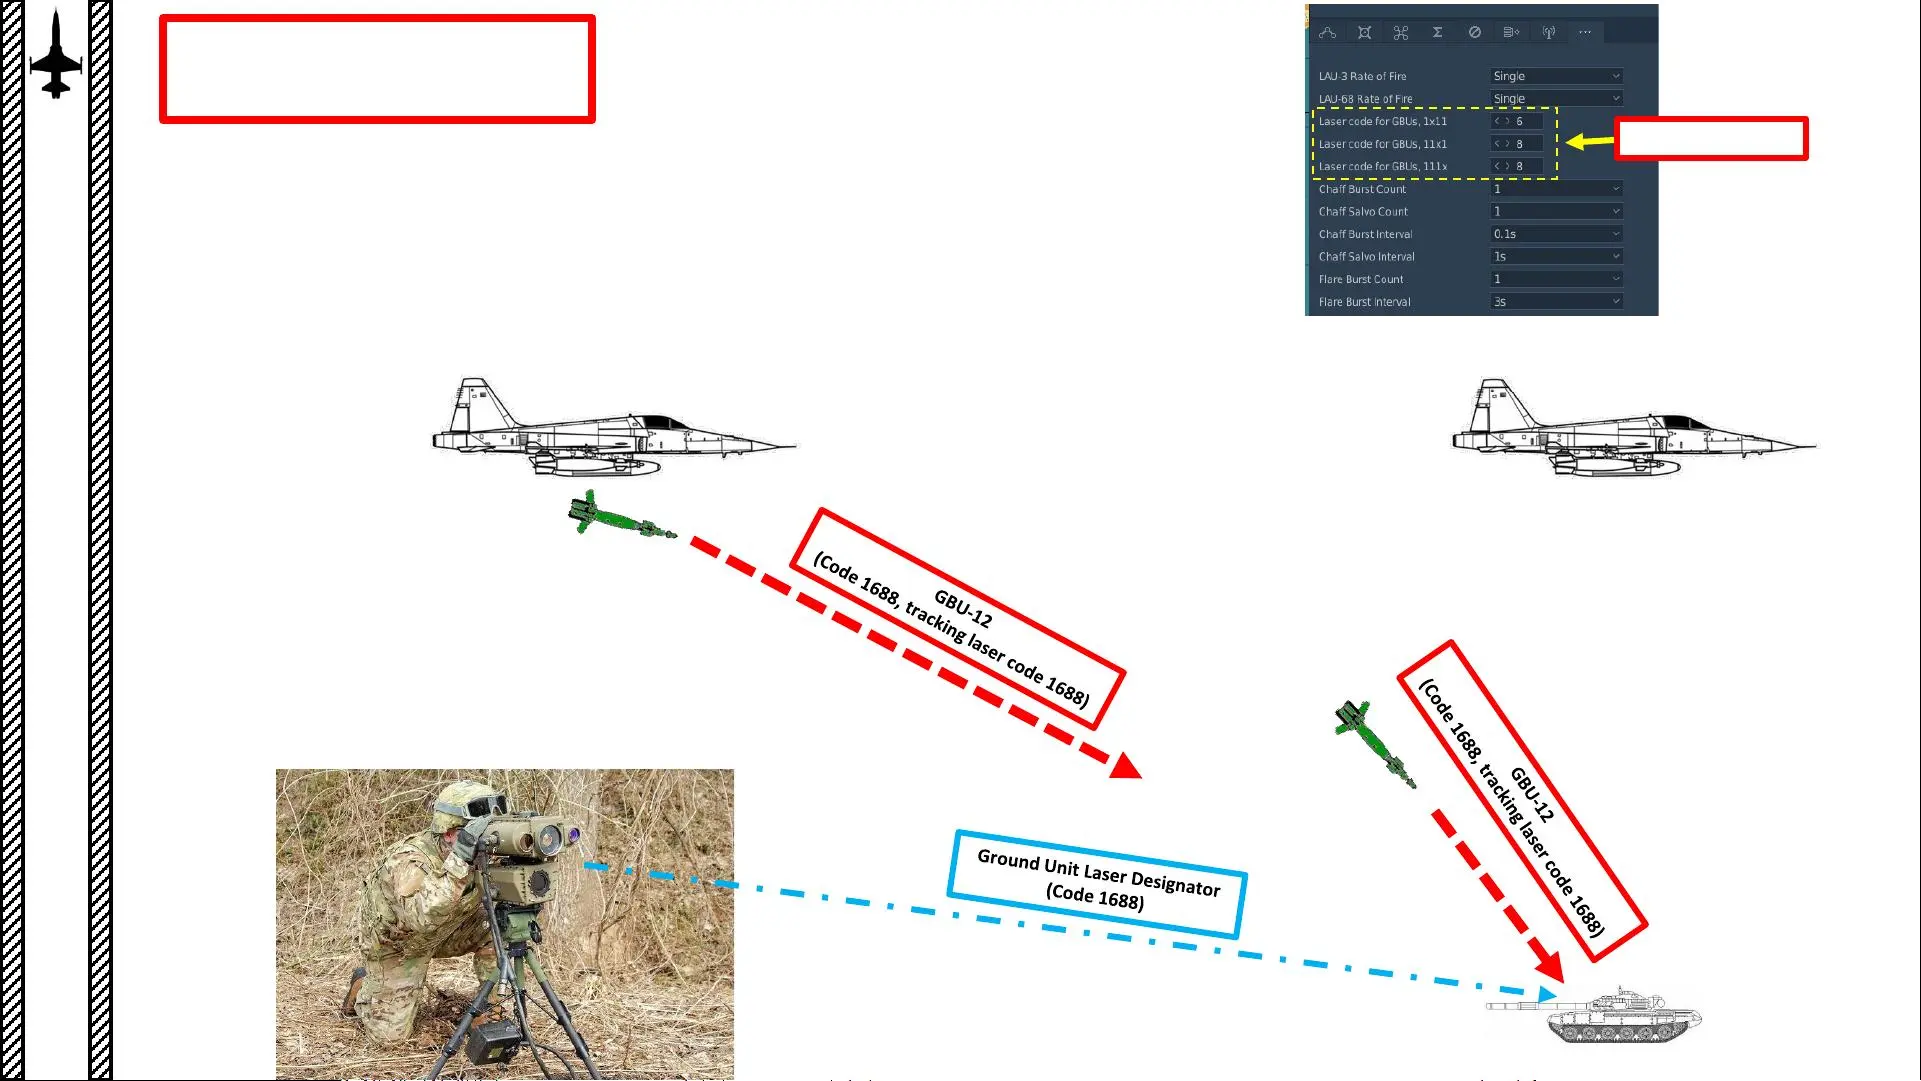 LAU-3 Rate of Fire Single
LAU-68 Rate of Fire Single
Laser code for GBUs, 1x11 6
Laser code for GBUs, 11x1 8
Laser code for GBUs, 111x 8
Chaff Burst Count 1
Chaff Salvo Count 1
Chaff Burst Interval 0.1s
Chaff Salvo Interval 1s
Flare Burst Count 1
Flare Burst Interval 3s
GBU-12
(Code 1688, tracking laser code 1688)
GBU-12
(Code 1688, tracking laser code 1688)
Ground Unit Laser Designator
(Code 1688)